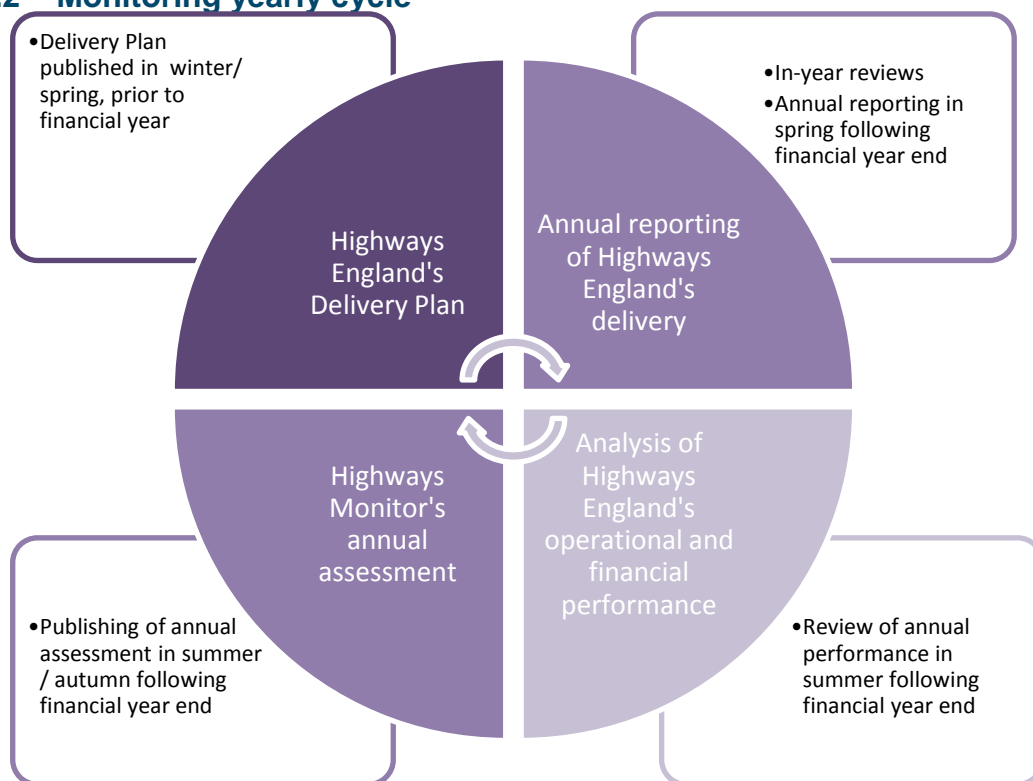 .2 Monitoring yearly cycle
•Delivery Plan
published in winter/
spring, prior to
financial year
•In-year reviews
•Annual reporting in
spring following
financial year end
Highways
England's
Delivery Plan
Annual reporting
of Highways
England's
delivery
Highways
Monitor's
annual
assessment
Analysis of
Highways
England's
operational and
financial
performance
•Publishing of annual
assessment in summer
/ autumn following
financial year end
•Review of annual
performance in
summer following
financial year end